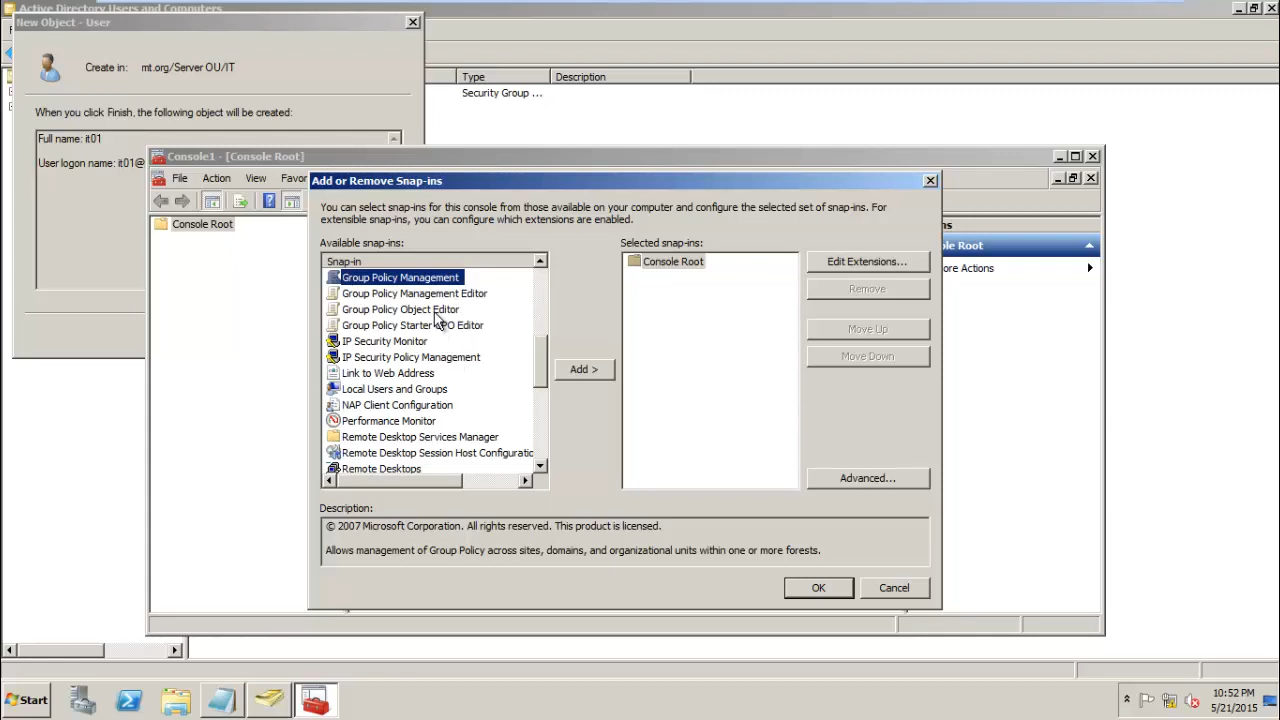 Active Directory Users and Computers
New Object - User
Create in: mt.org/Server OU/IT
Type Description
Security Group ...
When you click Finish, the following object will be created:
Full name: it01
User logon name: it01@
Console1 - [Console Root]
File Action View Favor
Console Root
Add or Remove Snap-ins
You can select snap-ins for this console from those available on your computer and configure the selected set of snap-ins. For
extensible snap-ins, you can configure which extensions are enabled.
Available snap-ins:
Snap-in
Group Policy Management
Group Policy Management Editor
Group Policy Object Editor
Group Policy Starter GPO Editor
IP Security Monitor
IP Security Policy Management
Link to Web Address
Local Users and Groups
NAP Client Configuration
Performance Monitor
Remote Desktop Services Manager
Remote Desktop Session Host Configuratio
Remote Desktops
Add >
Selected snap-ins:
Console Root
Edit Extensions...
Remove
Move Up
Move Down
Advanced...
Description:
© 2007 Microsoft Corporation. All rights reserved. This product is licensed.
Allows management of Group Policy across sites, domains, and organizational units within one or more forests.
OK
Cancel
ns
ole Root
ore Actions
Start
10:52 PM
5/21/2015